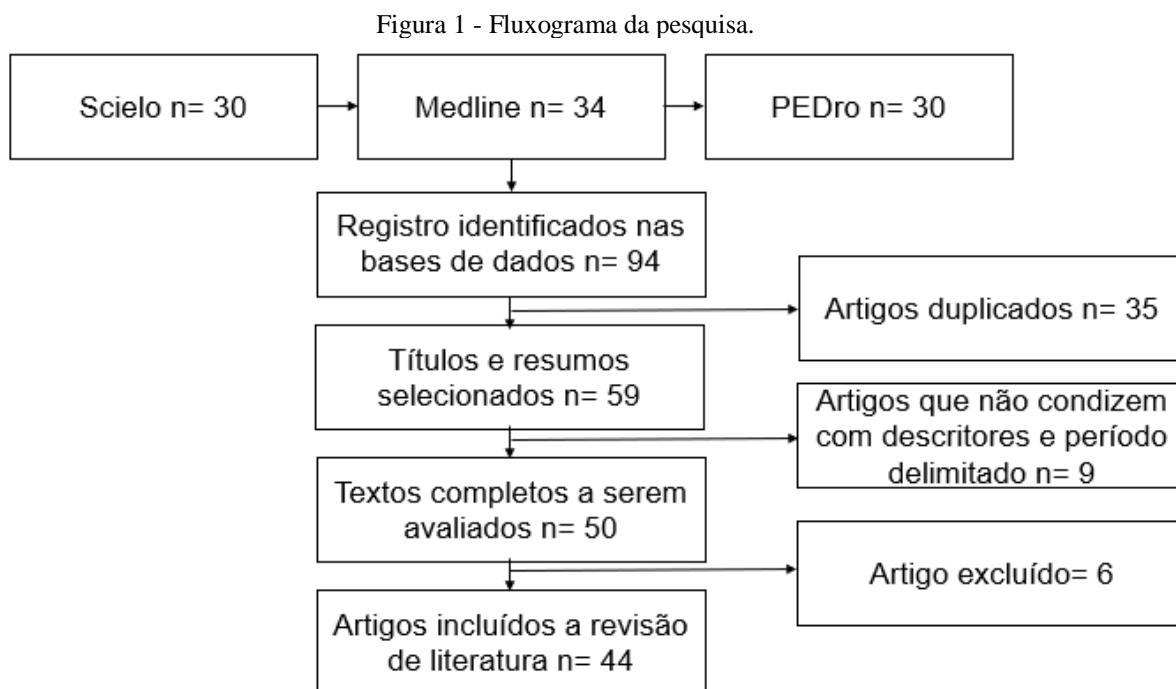 Figura 1 - Fluxograma da pesquisa.
Scielo n= 30
Medline n= 34
PEDro n= 30
Registro identificados nas
bases de dados n= 94
Artigos duplicados n= 35
Títulos e resumos
selecionados n= 59
Artigos que não condizem
com descritores e período
delimitado n= 9
Textos completos a serem
avaliados n= 50
Artigo excluído= 6
Artigos incluídos a revisão
de literatura n= 44